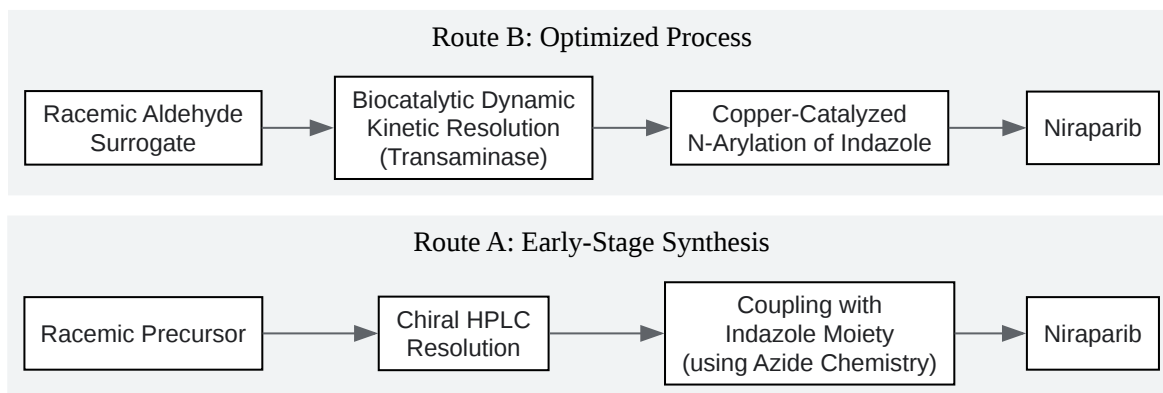 Route B: Optimized Process
Racemic Aldehyde
Surrogate
Biocatalytic Dynamic
Kinetic Resolution
(Transaminase)
Copper-Catalyzed
N-Arylation of Indazole
Niraparib
Route A: Early-Stage Synthesis
Racemic Precursor
Chiral HPLC
Resolution
Coupling with
Indazole Moiety
(using Azide Chemistry)
Niraparib